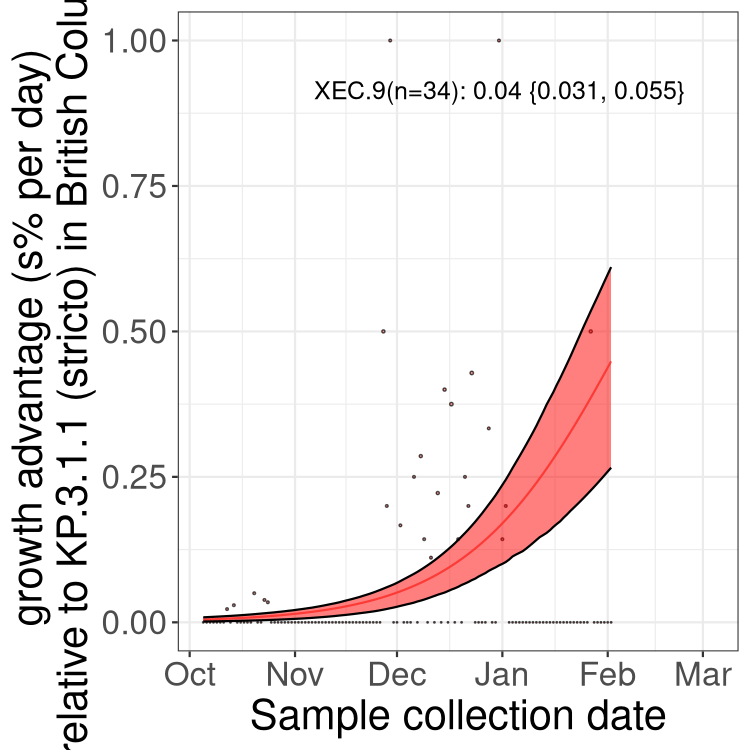 growth advantage (s% per day)
relative to KP.3.1.1 (stricto) in British Colu
1.00
0.75
0.50
0.25
0.00
XEC.9(n=34): 0.04 {0.031, 0.055}
Oct Nov Dec Jan Feb Mar
Sample collection date